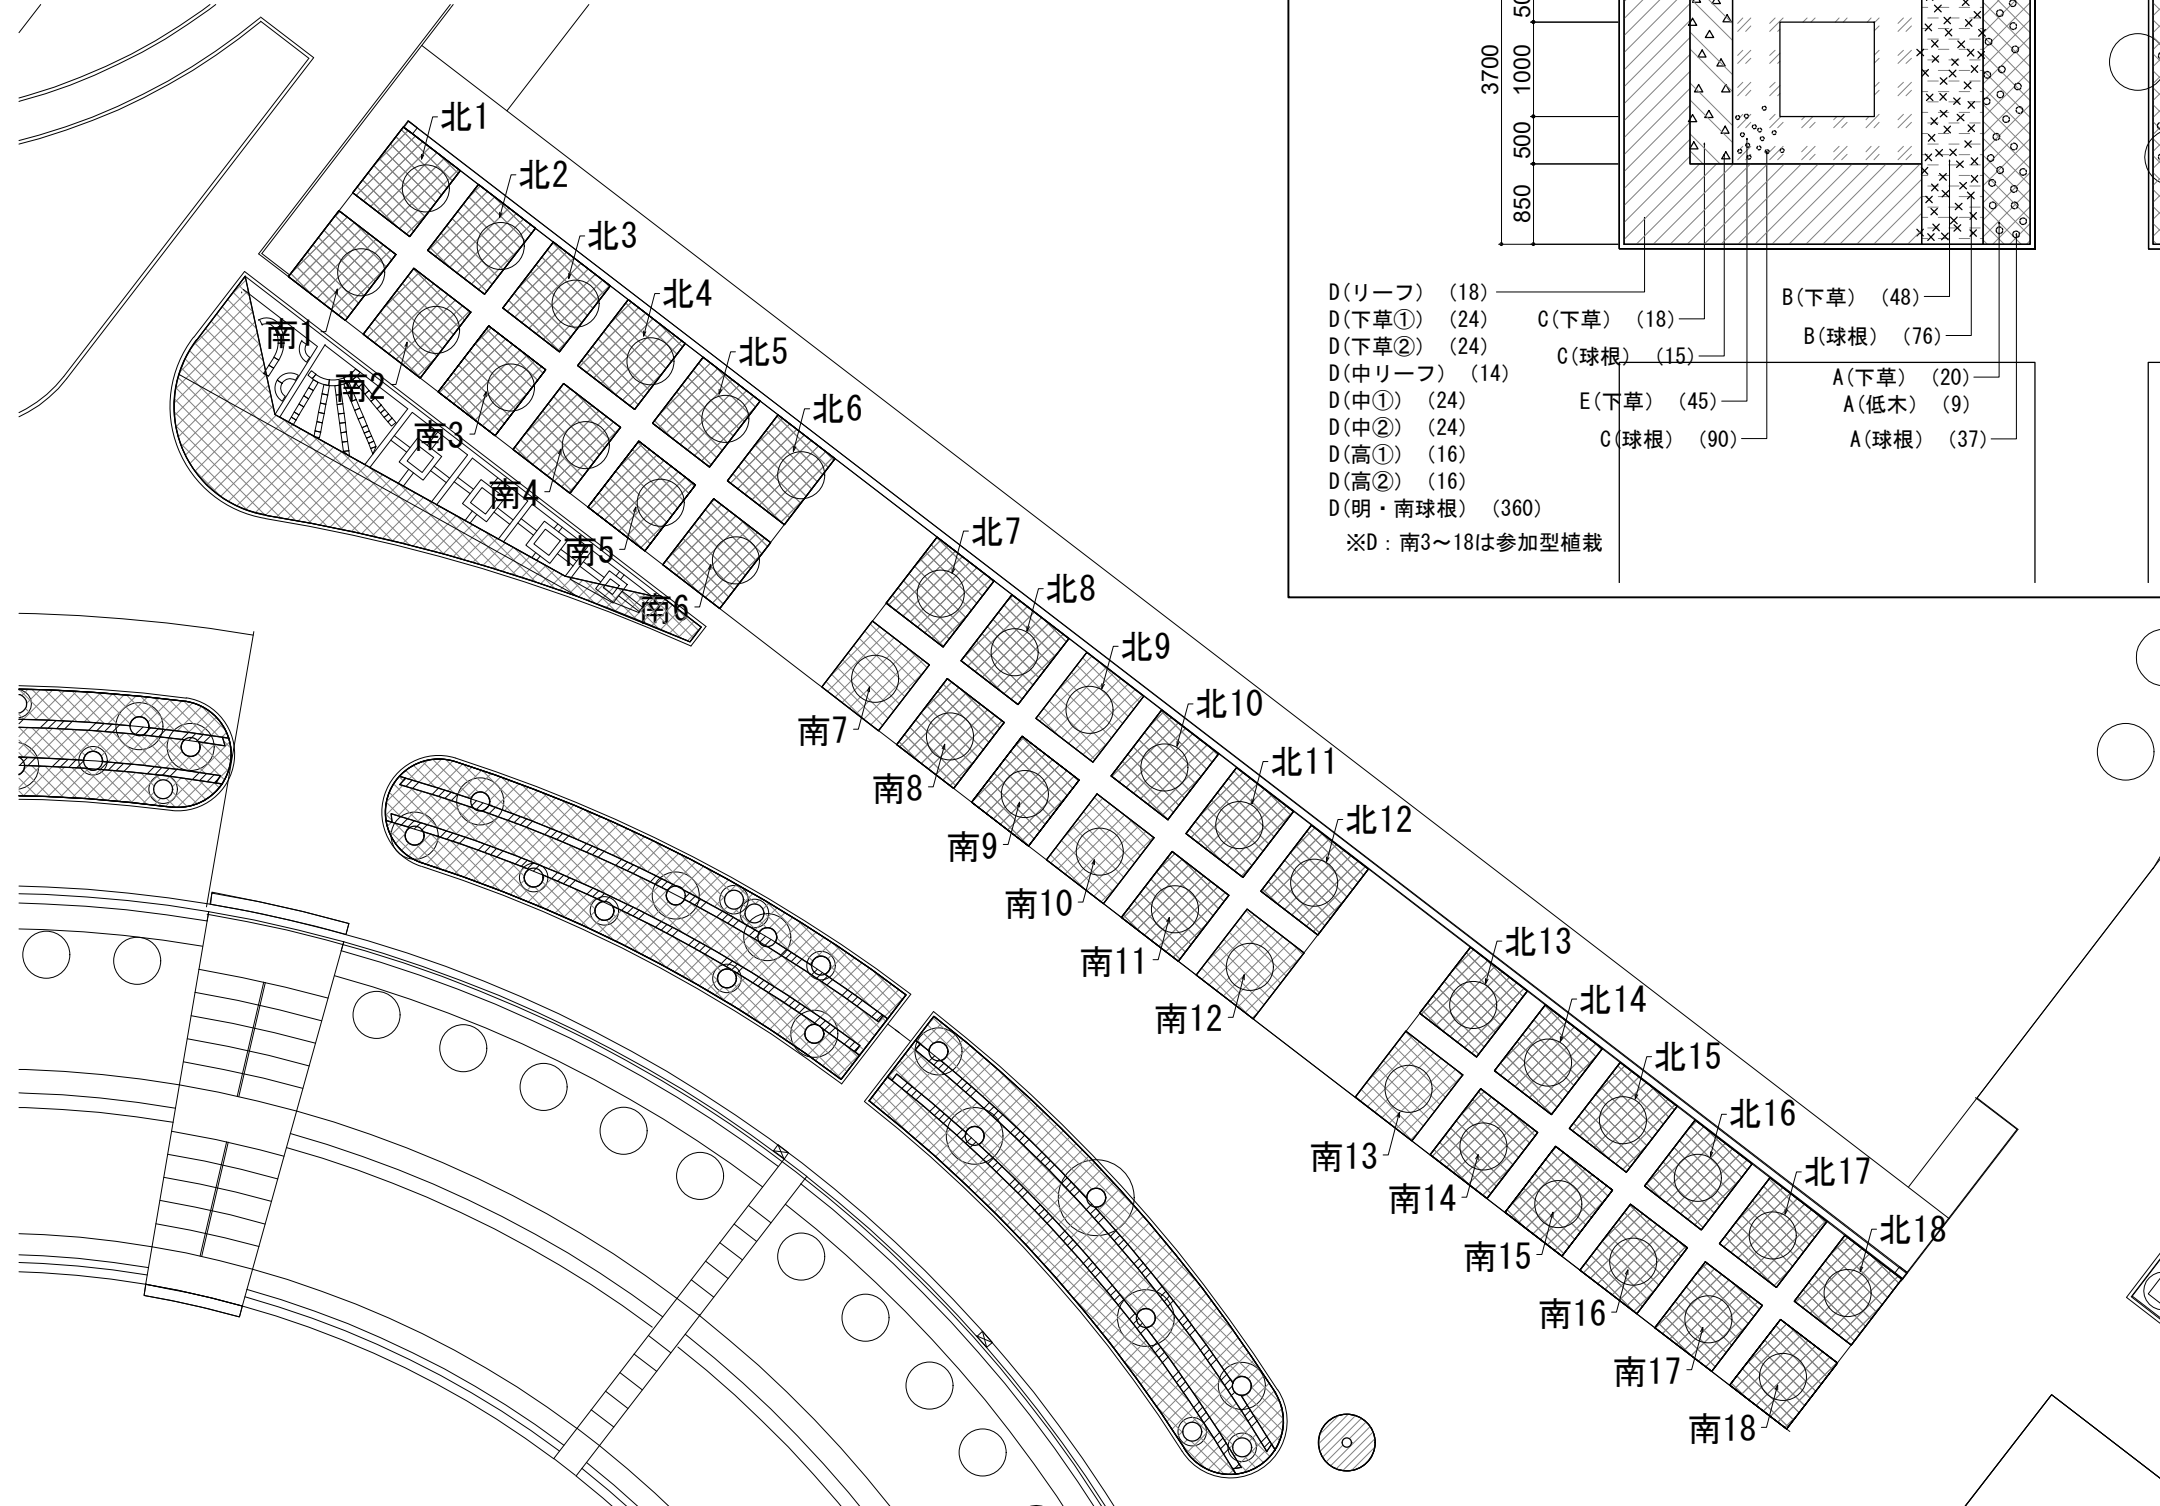 北1
北2
北3
北4
北5
北6
北7
北8
北9
北10
北11
北12
北13
北14
北15
北16
北17
北18
南1
南2
南3
南4
南5
南6
南7
南8
南9
南10
南11
南12
南13
南14
南15
南16
南17
南18
3700
1000
500
850
D(リーフ) (18)
D(下草①) (24)
D(下草②) (24)
D(中リーフ) (14)
D(中①) (24)
D(中②) (24)
D(高①) (16)
D(高②) (16)
D(明・南球根) (360)
※D：南3～18は参加型植栽
C(下草) (18)
C(球根) (15)
E(下草) (45)
C(球根) (90)
B(下草) (48)
B(球根) (76)
A(下草) (20)
A(低木) (9)
A(球根) (37)